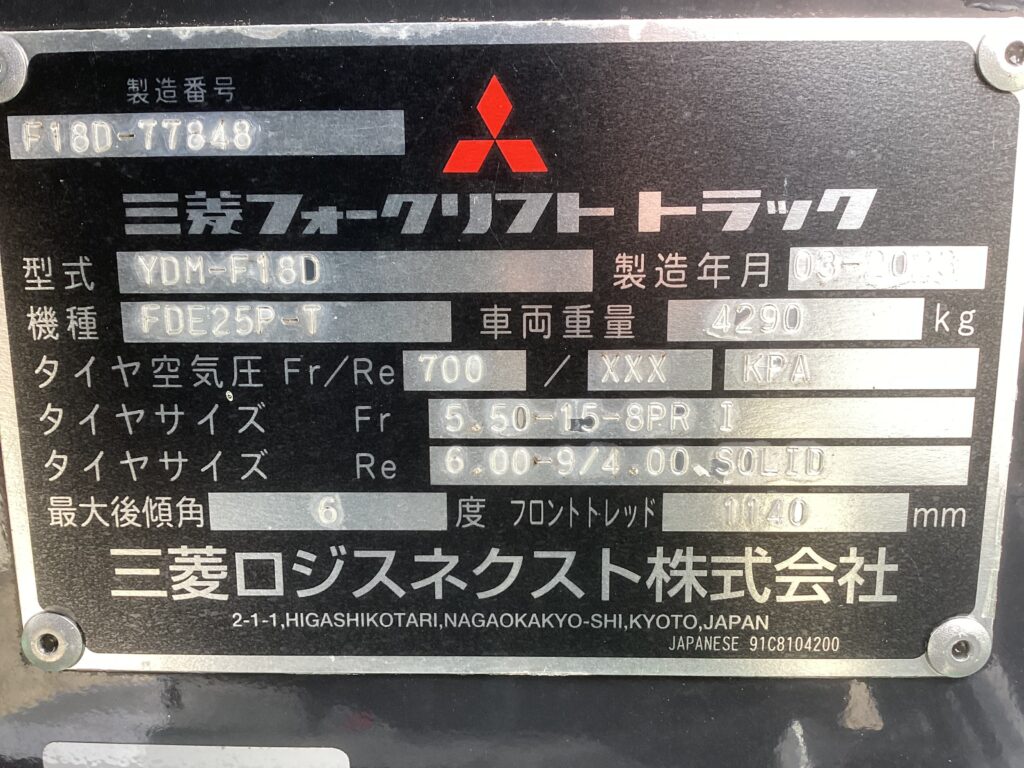 製造番号
F18D-T7848
三菱フォークリフト トラック
型式 YDM-F18D 製造年月 03-2023
機種 FDE25P-T 車両重量 4290 kg
タイヤ空気圧 Fr/Re 700 / XXX KPA
タイヤサイズ Fr 5.50-15-8PR I
タイヤサイズ Re 6.00-9/4.00 SOLID
最大後傾角 6 度 フロントトレッド 1140 mm
三菱ロジスネクスト株式会社
2-1-1,HIGASHIKOTARI,NAGAOKAKYO-SHI,KYOTO,JAPAN
JAPANESE 91C8104200